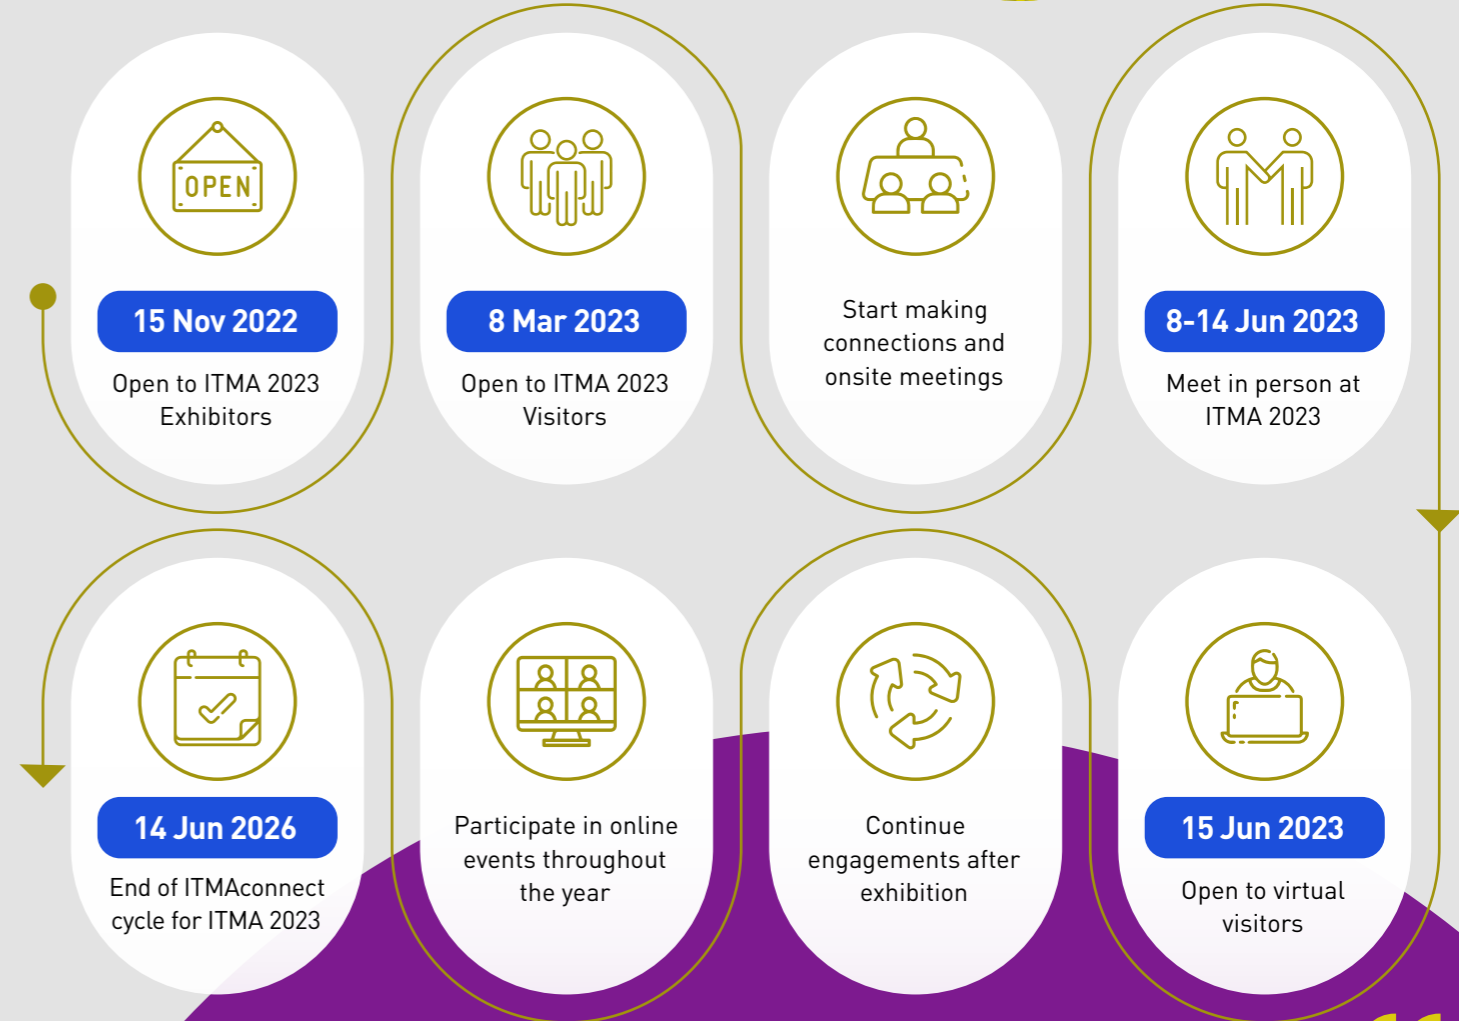 OPEN
15 Nov 2022
Open to ITMA 2023
Exhibitors
8 Mar 2023
Open to ITMA 2023
Visitors
Start making
connections and
onsite meetings
8-14 Jun 2023
Meet in person at
ITMA 2023
15 Jun 2023
Open to virtual
visitors
Continue
engagements after
exhibition
Participate in online
events throughout
the year
14 Jun 2026
End of ITMAconnect
cycle for ITMA 2023